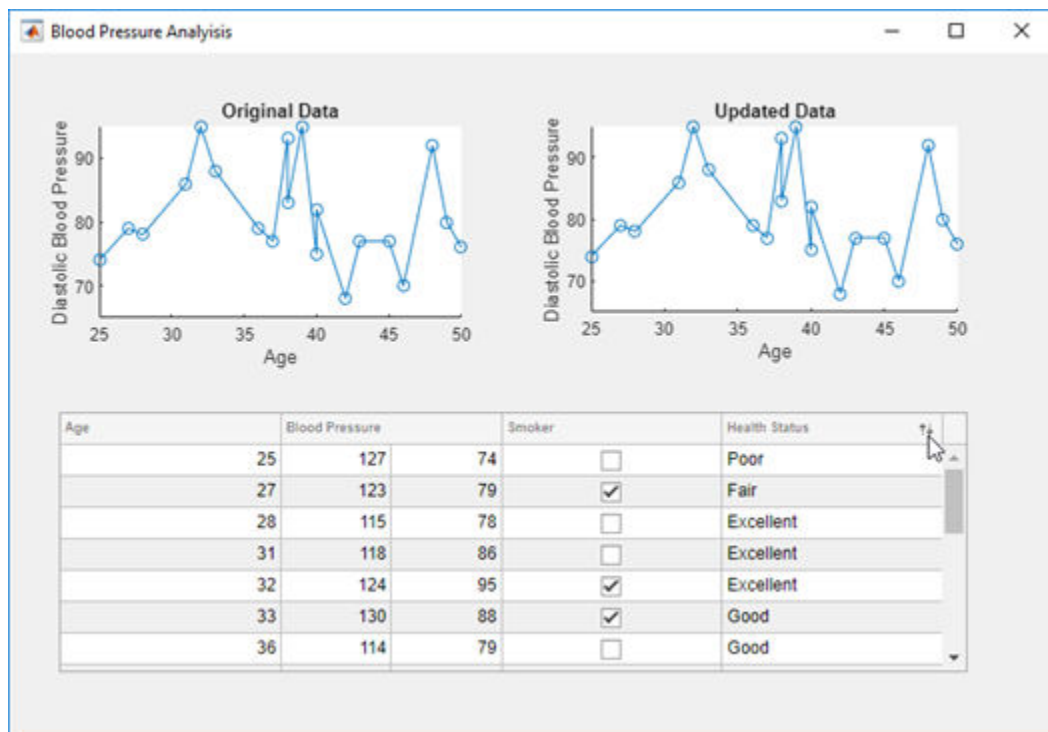 Blood Pressure Analyisis
Original Data
Diastolic Blood Pressure
90
80
70
25 30 35 40 45 50
Age
Updated Data
Diastolic Blood Pressure
90
80
70
25 30 35 40 45 50
Age
Age Blood Pressure Smoker Health Status
25 127 74 Poor
27 123 79 Fair
28 115 78 Excellent
31 118 86 Excellent
32 124 95 Excellent
33 130 88 Good
36 114 79 Good